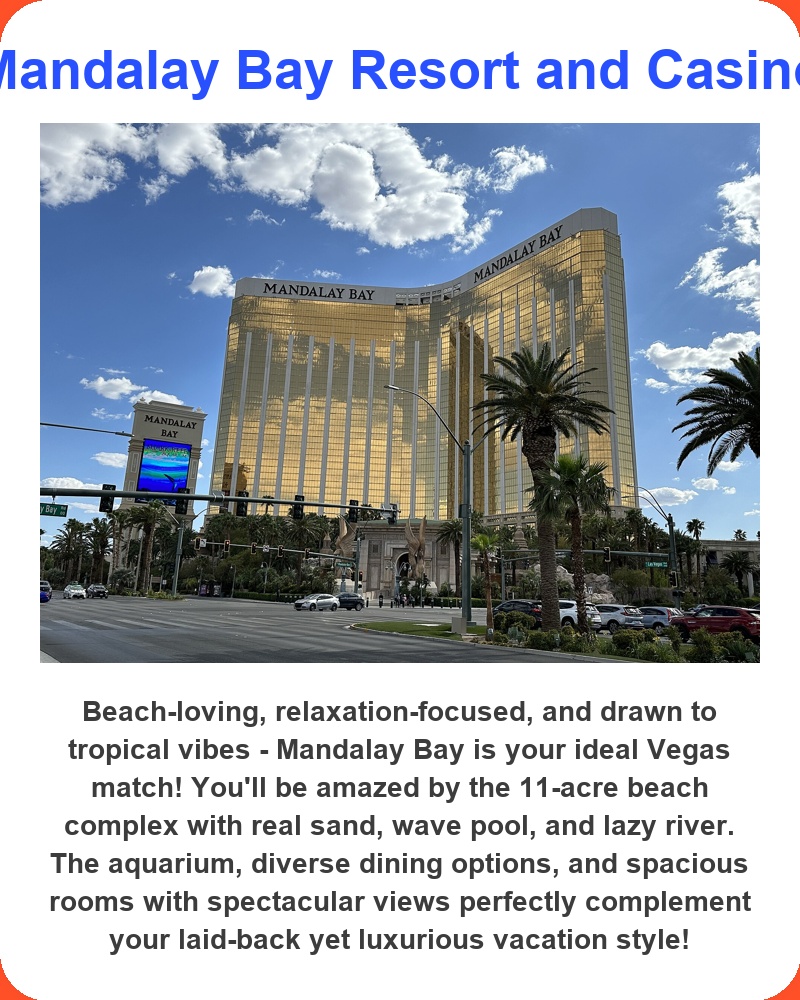 Mandalay Bay Resort and Casino
MANDALAY BAY
MANDALAY BAY
MANDALAY
BAY
Beach-loving, relaxation-focused, and drawn to
tropical vibes - Mandalay Bay is your ideal Vegas
match! You'll be amazed by the 11-acre beach
complex with real sand, wave pool, and lazy river.
The aquarium, diverse dining options, and spacious
rooms with spectacular views perfectly complement
your laid-back yet luxurious vacation style!